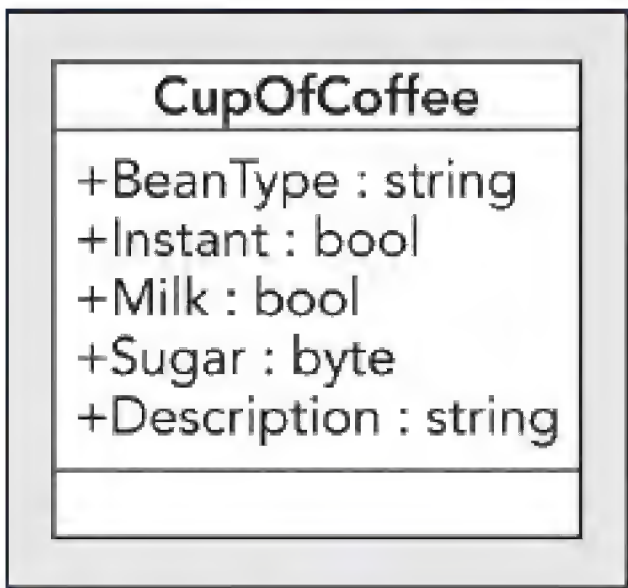 CupOfCoffee
+BeanType : string
+Instant : bool
+Milk : bool
+Sugar : byte
+Description : string